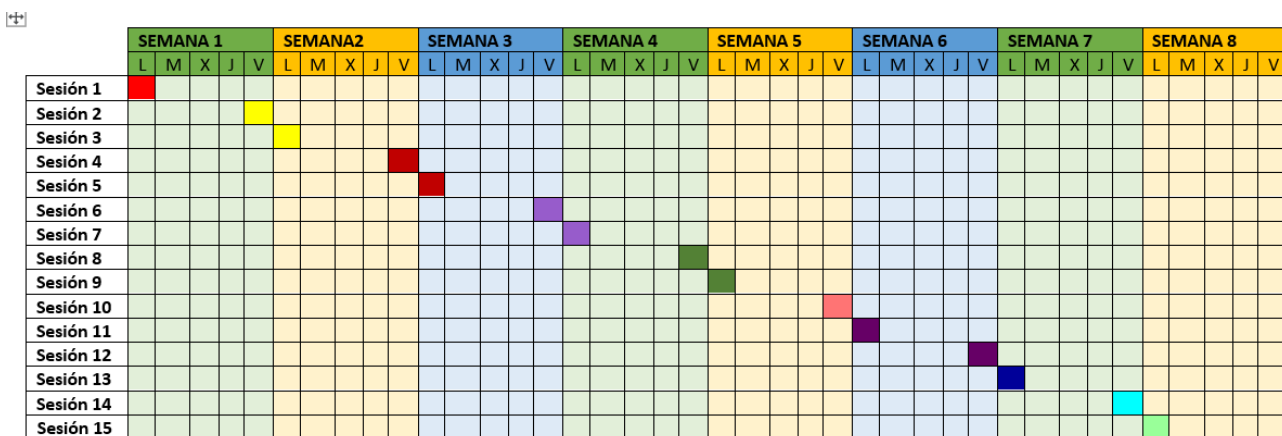 SEMANA 1 SEMANA2 SEMANA 3 SEMANA 4 SEMANA 5 SEMANA 6 SEMANA 7 SEMANA 8
L M X J V L M X J V L M X J V L M X J V L M X J V L M X J V L M X J V L M X J V
Sesión 1
Sesión 2
Sesión 3
Sesión 4
Sesión 5
Sesión 6
Sesión 7
Sesión 8
Sesión 9
Sesión 10
Sesión 11
Sesión 12
Sesión 13
Sesión 14
Sesión 15